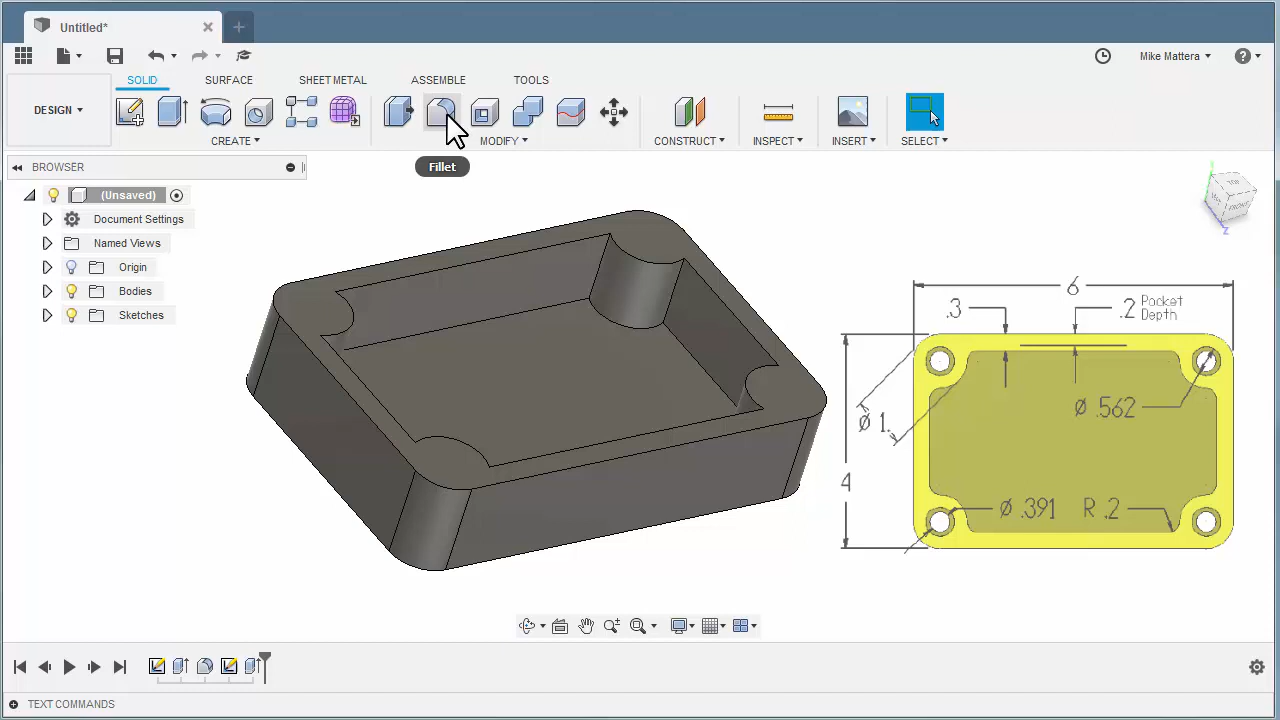 Untitled*
Mike Mattera
SOLID SURFACE SHEET METAL ASSEMBLE TOOLS
DESIGN
CREATE MODIFY CONSTRUCT INSPECT INSERT SELECT
Fillet
BROWSER
(Unsaved)
Document Settings
Named Views
Origin
Bodies
Sketches
TOP
FRONT
Z
6
.3
.2 Pocket
Depth
Ø 1.
Ø .562
4
Ø .391 R .2
TEXT COMMANDS